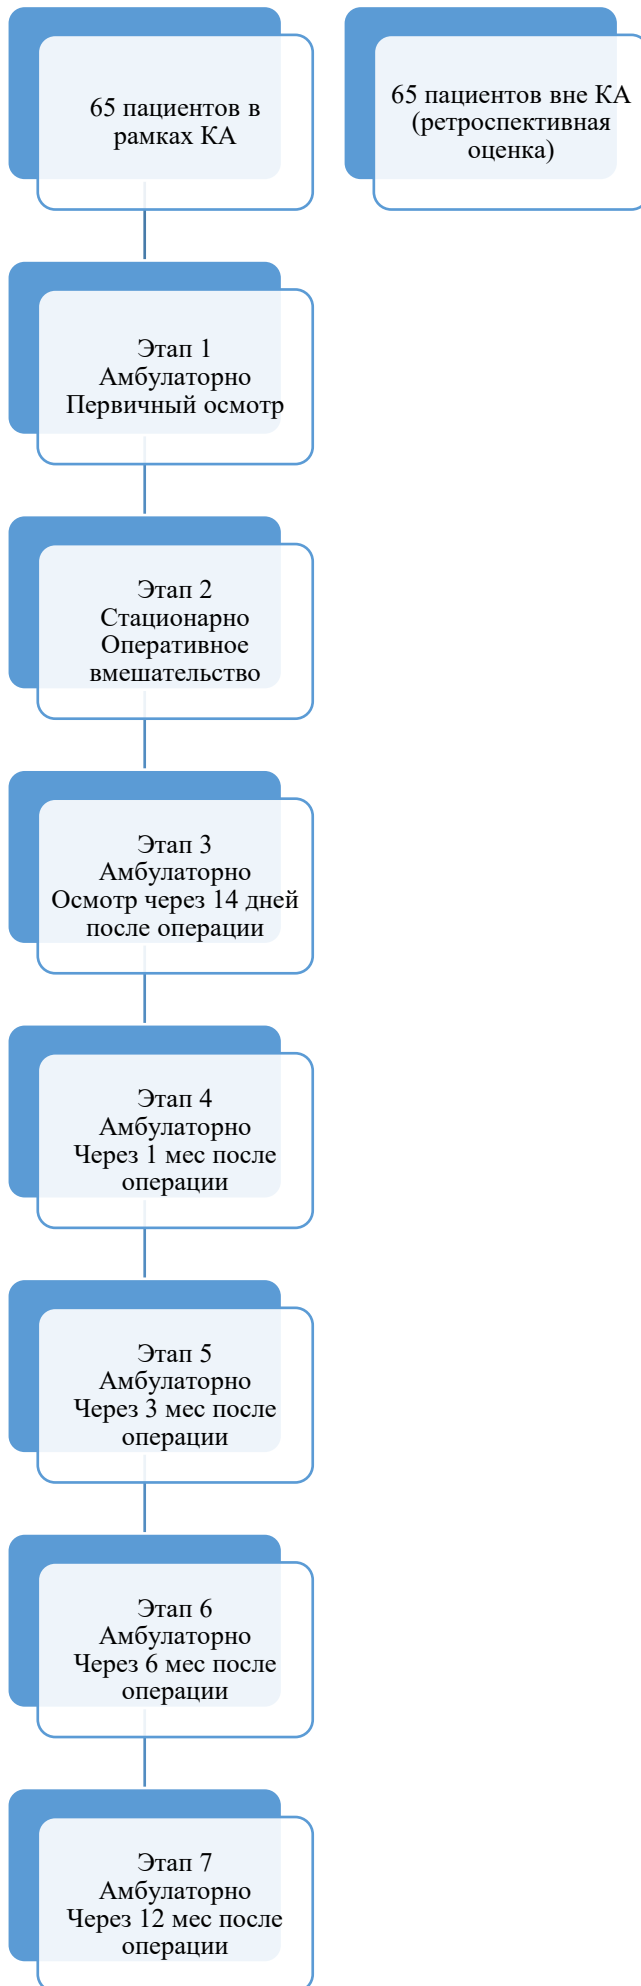 65 пациентов в
рамках КА
65 пациентов вне КА
(ретроспективная
оценка)
Этап 1
Амбулаторно
Первичный осмотр
Этап 2
Стационарно
Оперативное
вмешательство
Этап 3
Амбулаторно
Осмотр через 14 дней
после операции
Этап 4
Амбулаторно
Через 1 мес после
операции
Этап 5
Амбулаторно
Через 3 мес после
операции
Этап 6
Амбулаторно
Через 6 мес после
операции
Этап 7
Амбулаторно
Через 12 мес после
операции